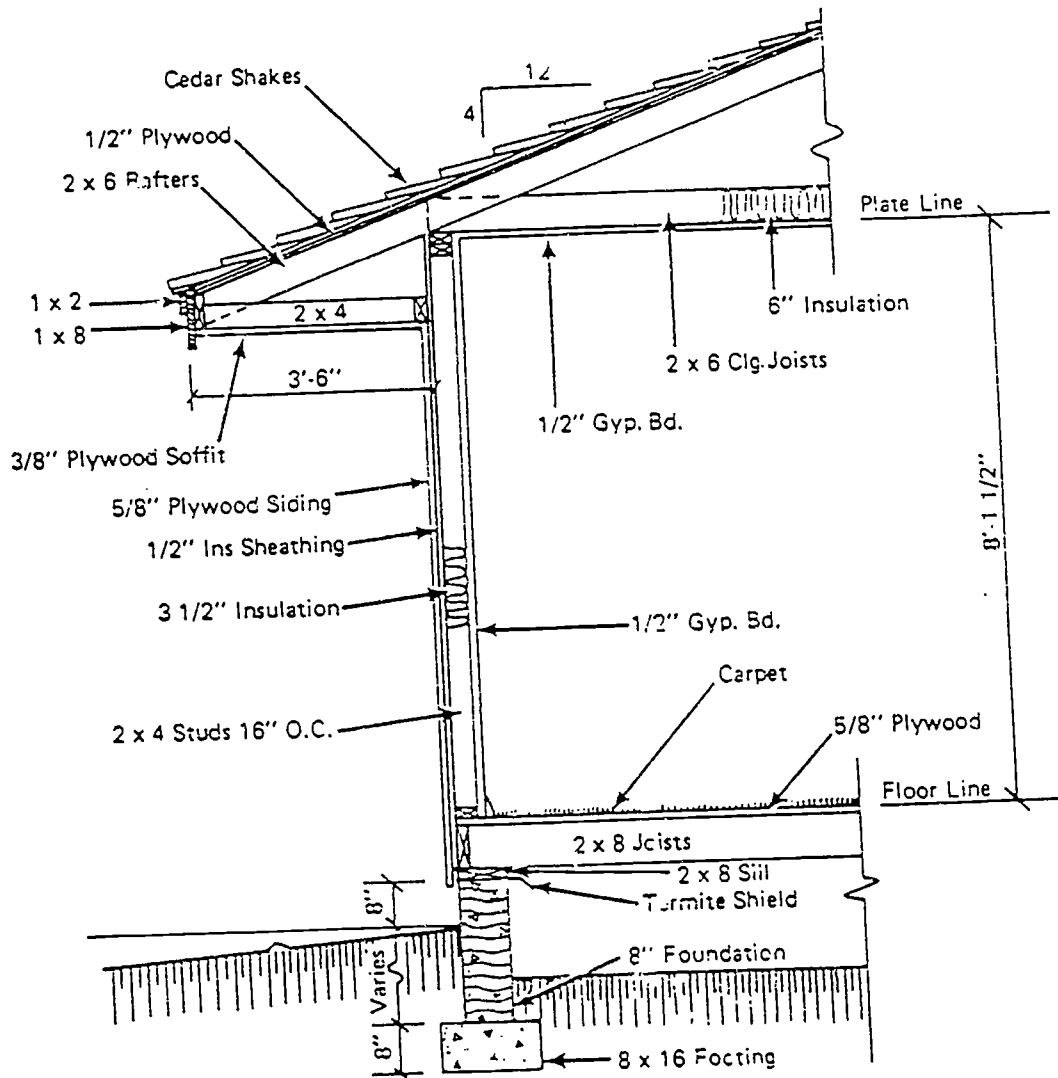 12
4
Cedar Shakes
1/2" Plywood
2 x 6 Rafters
Plate Line
1 x 2
1 x 8
2 x 4
6" Insulation
2 x 6 Clg. Joists
3'-6"
1/2" Gyp. Bd.
3/8" Plywood Soffit
5/8" Plywood Siding
1/2" Ins Sheathing
3 1/2" Insulation
8'-1 1/2"
1/2" Gyp. Bd.
Carpet
2 x 4 Studs 16" O.C.
5/8" Plywood
Floor Line
2 x 8 Joists
2 x 8 Sill
Termite Shield
8"
8" Foundation
Varies
8"
8 x 16 Footing